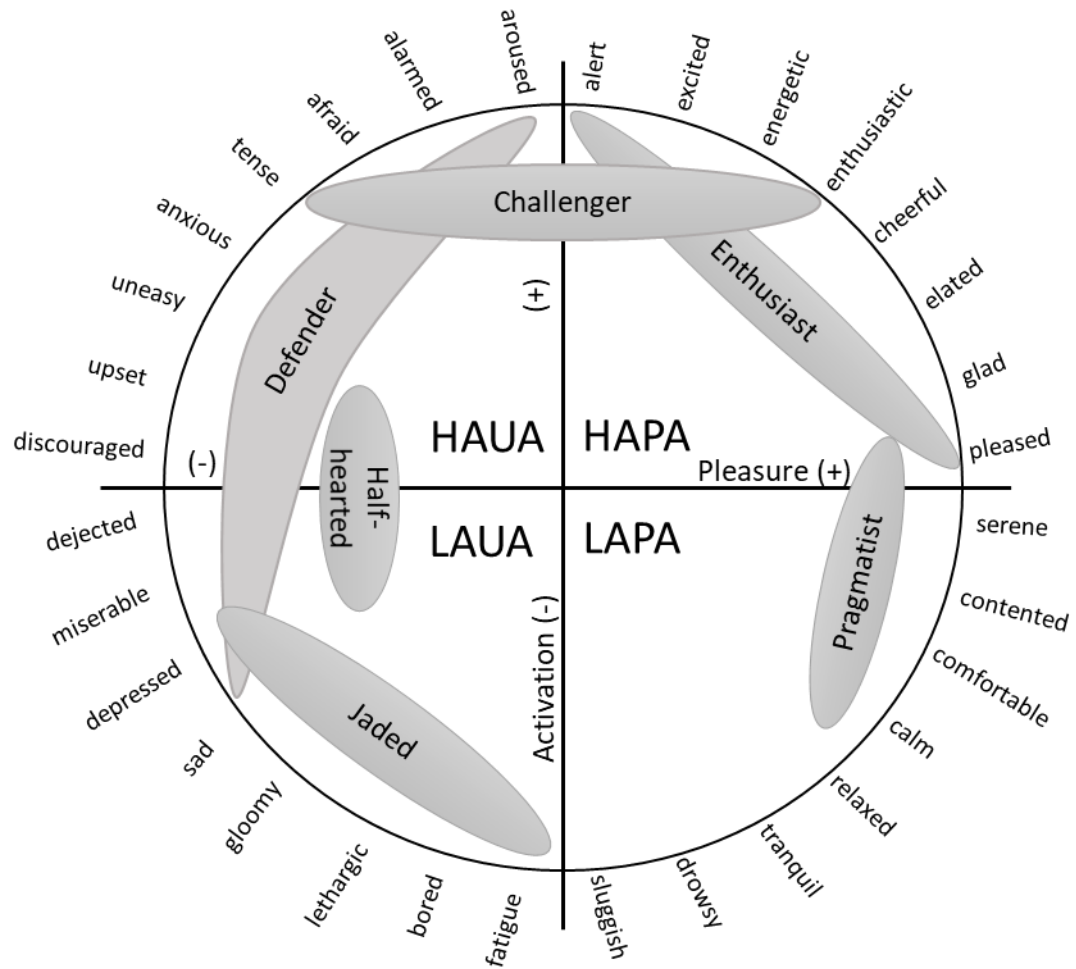 aroused
alert
alarmed
excited
afraid
energetic
tense
enthusiastic
anxious
cheerful
uneasy
elated
upset
glad
discouraged
pleased
Challenger
Enthusiast
Defender
(+)
(-)
HAUA
HAPA
Pleasure (+)
Half-
hearted
LAUA
LAPA
Pragmatist
Activation (-)
Jaded
dejected
serene
miserable
contented
depressed
comfortable
sad
calm
gloomy
relaxed
lethargic
tranquil
bored
drowsy
fatigue
sluggish